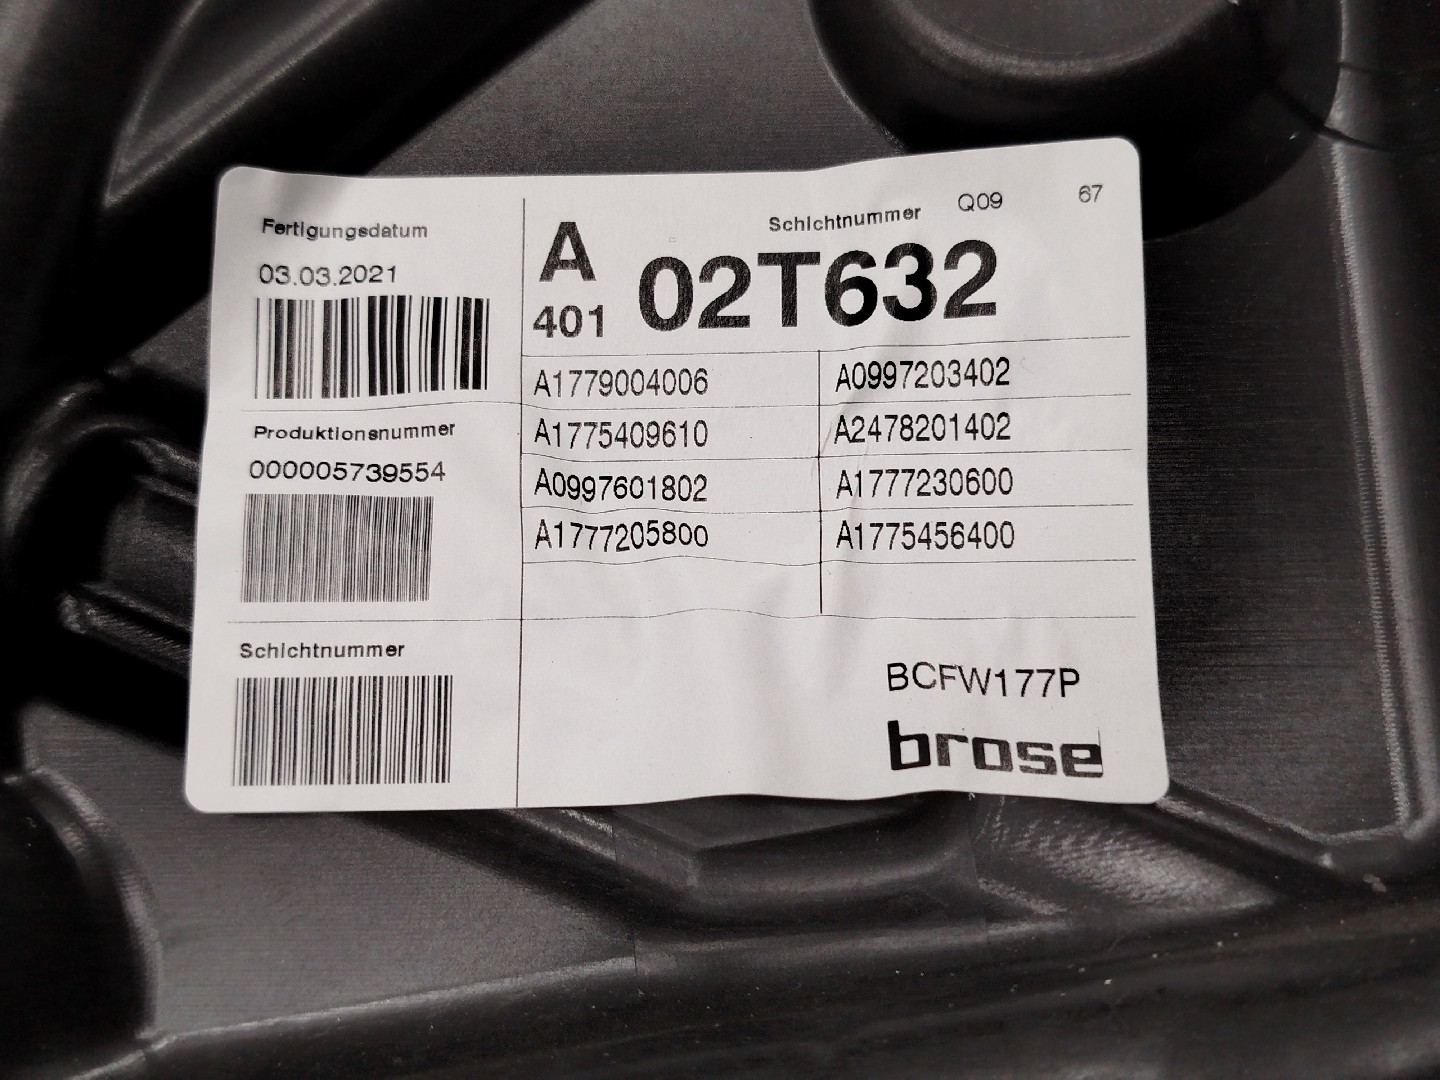 Fertigungsdatum
03.03.2021
Produktionsnummer
000005739554
Schichtnummer
A
401
Schichtnummer Q09 67
02T632
A1779004006 A0997203402
A1775409610 A2478201402
A0997601802 A1777230600
A1777205800 A1775456400
BCFW177P
brose